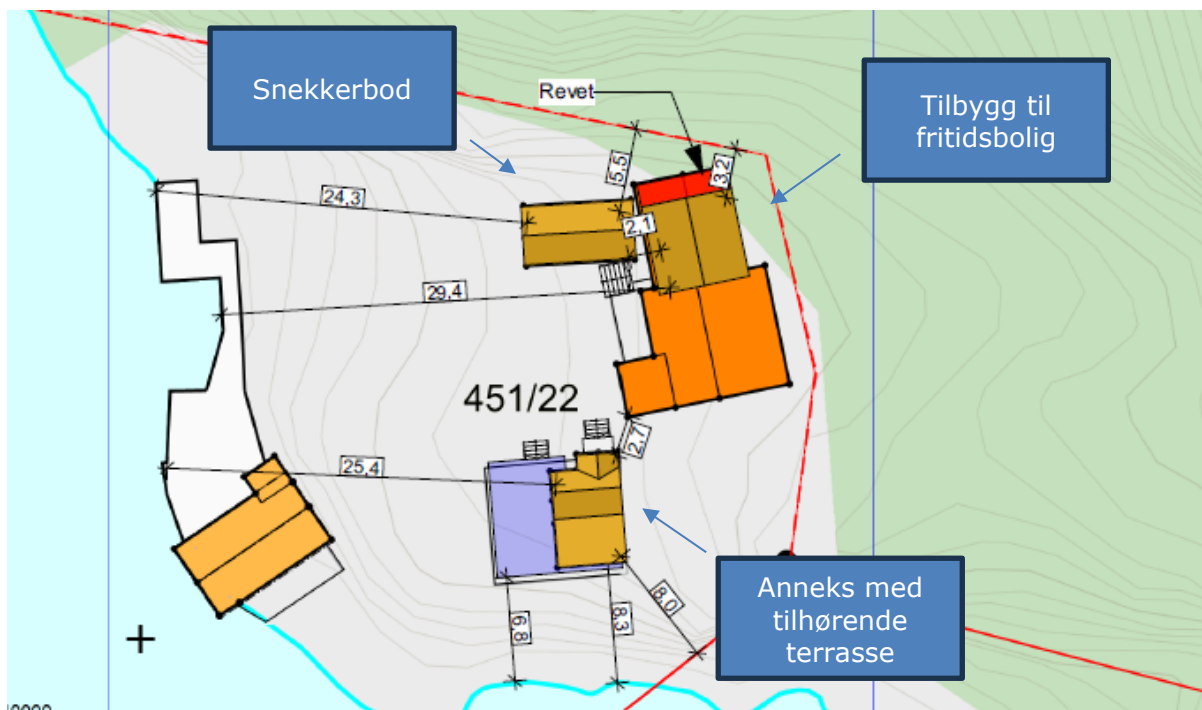 Snekkerbod
Revet
Tilbygg til
fritidsbolig
5,5
3,2
24,3
2,1
29,4
451/22
2,7
25,4
8,0
6,8
8,3
Anneks med
tilhørende
terrasse